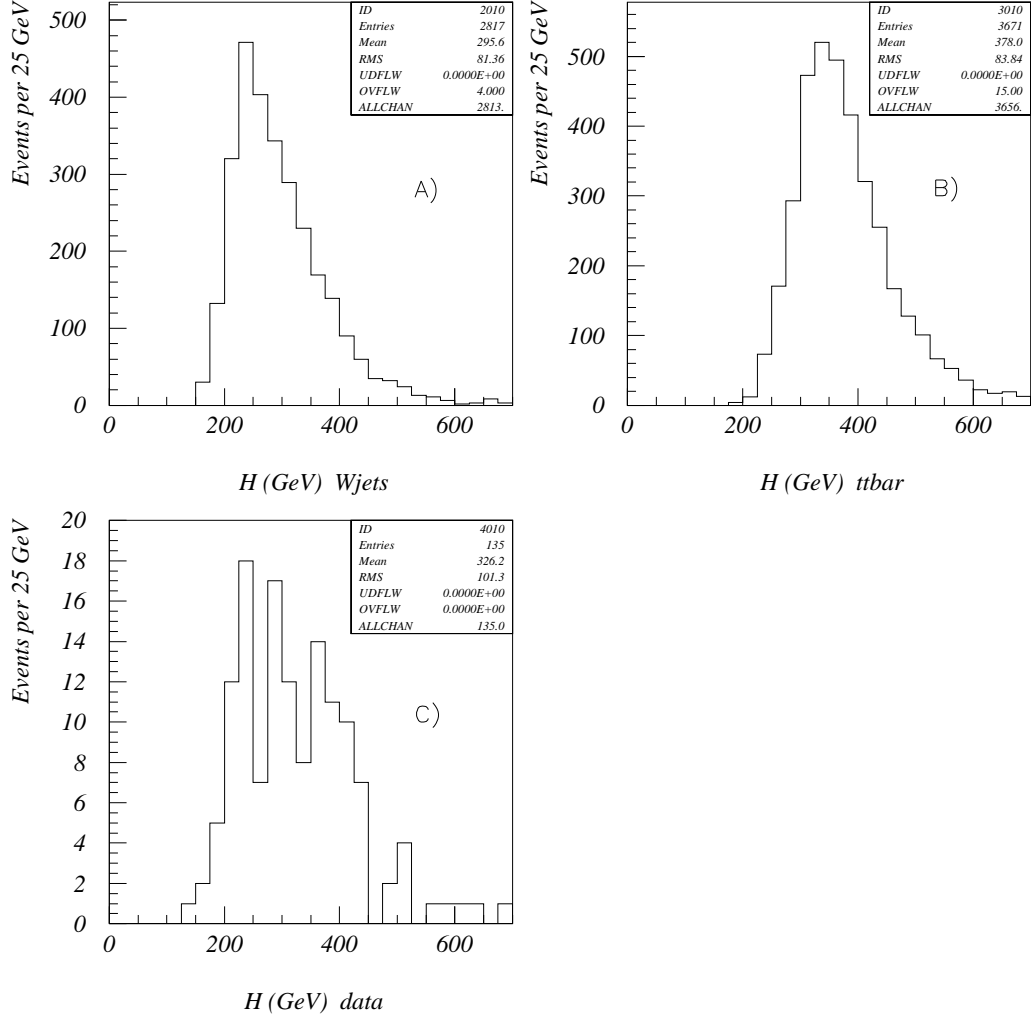 Events per 25 GeV
500
400
300
200
100
0
0 200 400 600
H (GeV) Wjets
ID 2010
Entries 2817
Mean 295.6
RMS 81.36
UDFLW 0.0000E+00
OVFLW 4.000
ALLCHAN 2813.
A)
Events per 25 GeV
500
400
300
200
100
0
0 200 400 600
H (GeV) ttbar
ID 3010
Entries 3671
Mean 378.0
RMS 83.84
UDFLW 0.0000E+00
OVFLW 15.00
ALLCHAN 3656.
B)
Events per 25 GeV
20
18
16
14
12
10
8
6
4
2
0
0 200 400 600
H (GeV) data
ID 4010
Entries 135
Mean 326.2
RMS 101.3
UDFLW 0.0000E+00
OVFLW 0.0000E+00
ALLCHAN 135.0
C)